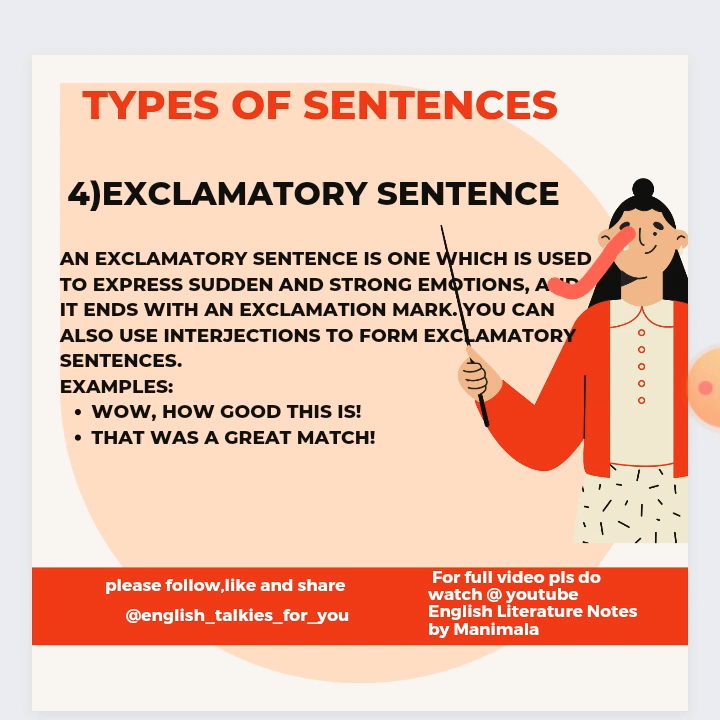 TYPES OF SENTENCES
4)EXCLAMATORY SENTENCE
AN EXCLAMATORY SENTENCE IS ONE WHICH IS USED
TO EXPRESS SUDDEN AND STRONG EMOTIONS, AND
IT ENDS WITH AN EXCLAMATION MARK. YOU CAN
ALSO USE INTERJECTIONS TO FORM EXCLAMATORY
SENTENCES.
EXAMPLES:
• WOW, HOW GOOD THIS IS!
• THAT WAS A GREAT MATCH!
please follow,like and share
@english_talkies_for_you
For full video pls do
watch @ youtube
English Literature Notes
by Manimala